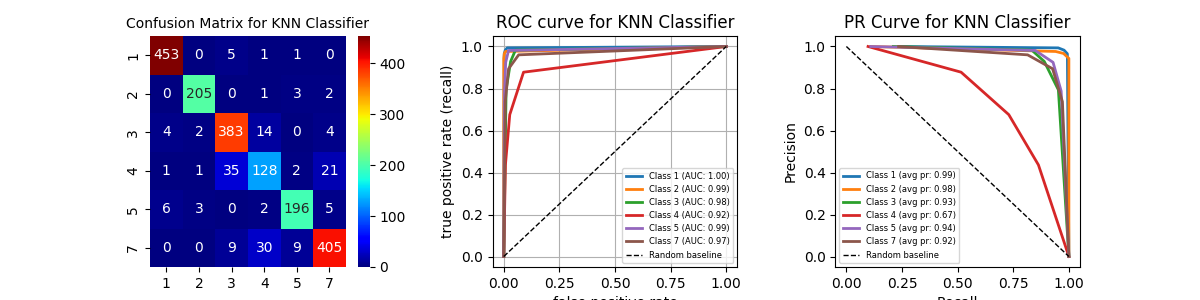 Confusion Matrix for KNN Classifier
1 453 0 5 1 1 0
2 0 205 0 1 3 2
3 4 2 383 14 0 4
4 1 1 35 128 2 21
5 6 3 0 2 196 5
7 0 0 9 30 9 405
1 2 3 4 5 7
400
300
200
100
0
ROC curve for KNN Classifier
true positive rate (recall)
1.0
0.8
0.6
0.4
0.2
0.0
Class 1 (AUC: 1.00)
Class 2 (AUC: 0.99)
Class 3 (AUC: 0.98)
Class 4 (AUC: 0.92)
Class 5 (AUC: 0.99)
Class 7 (AUC: 0.97)
Random baseline
0.00 0.25 0.50 0.75 1.00
false positive rate
PR Curve for KNN Classifier
Precision
1.0
0.8
0.6
0.4
0.2
0.0
Class 1 (avg pr: 0.99)
Class 2 (avg pr: 0.98)
Class 3 (avg pr: 0.93)
Class 4 (avg pr: 0.67)
Class 5 (avg pr: 0.94)
Class 7 (avg pr: 0.92)
Random baseline
0.00 0.25 0.50 0.75 1.00
Recall